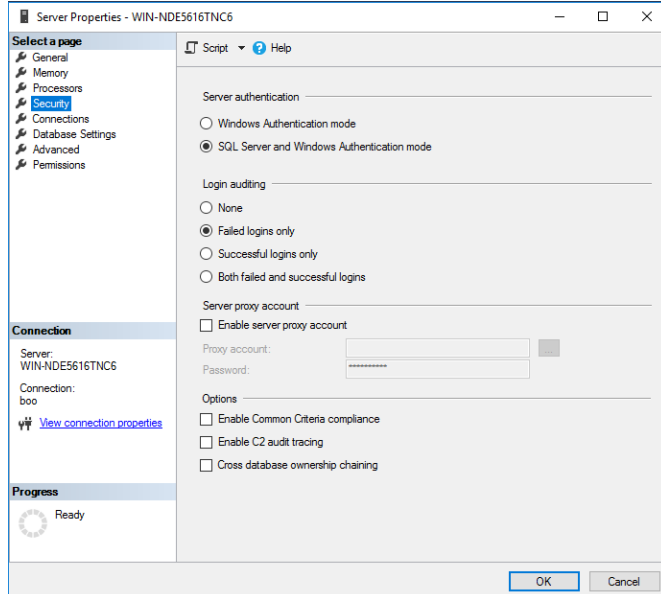 Server Properties - WIN-NDE5616TNC6
Select a page
General
Memory
Processors
Security
Connections
Database Settings
Advanced
Permissions
Connection
Server:
WIN-NDE5616TNC6
Connection:
boo
View connection properties
Progress
Ready
Script
Help
Server authentication
Windows Authentication mode
SQL Server and Windows Authentication mode
Login auditing
None
Failed logins only
Successful logins only
Both failed and successful logins
Server proxy account
Enable server proxy account
Proxy account:
...
Password: **********
Options
Enable Common Criteria compliance
Enable C2 audit tracing
Cross database ownership chaining
OK Cancel